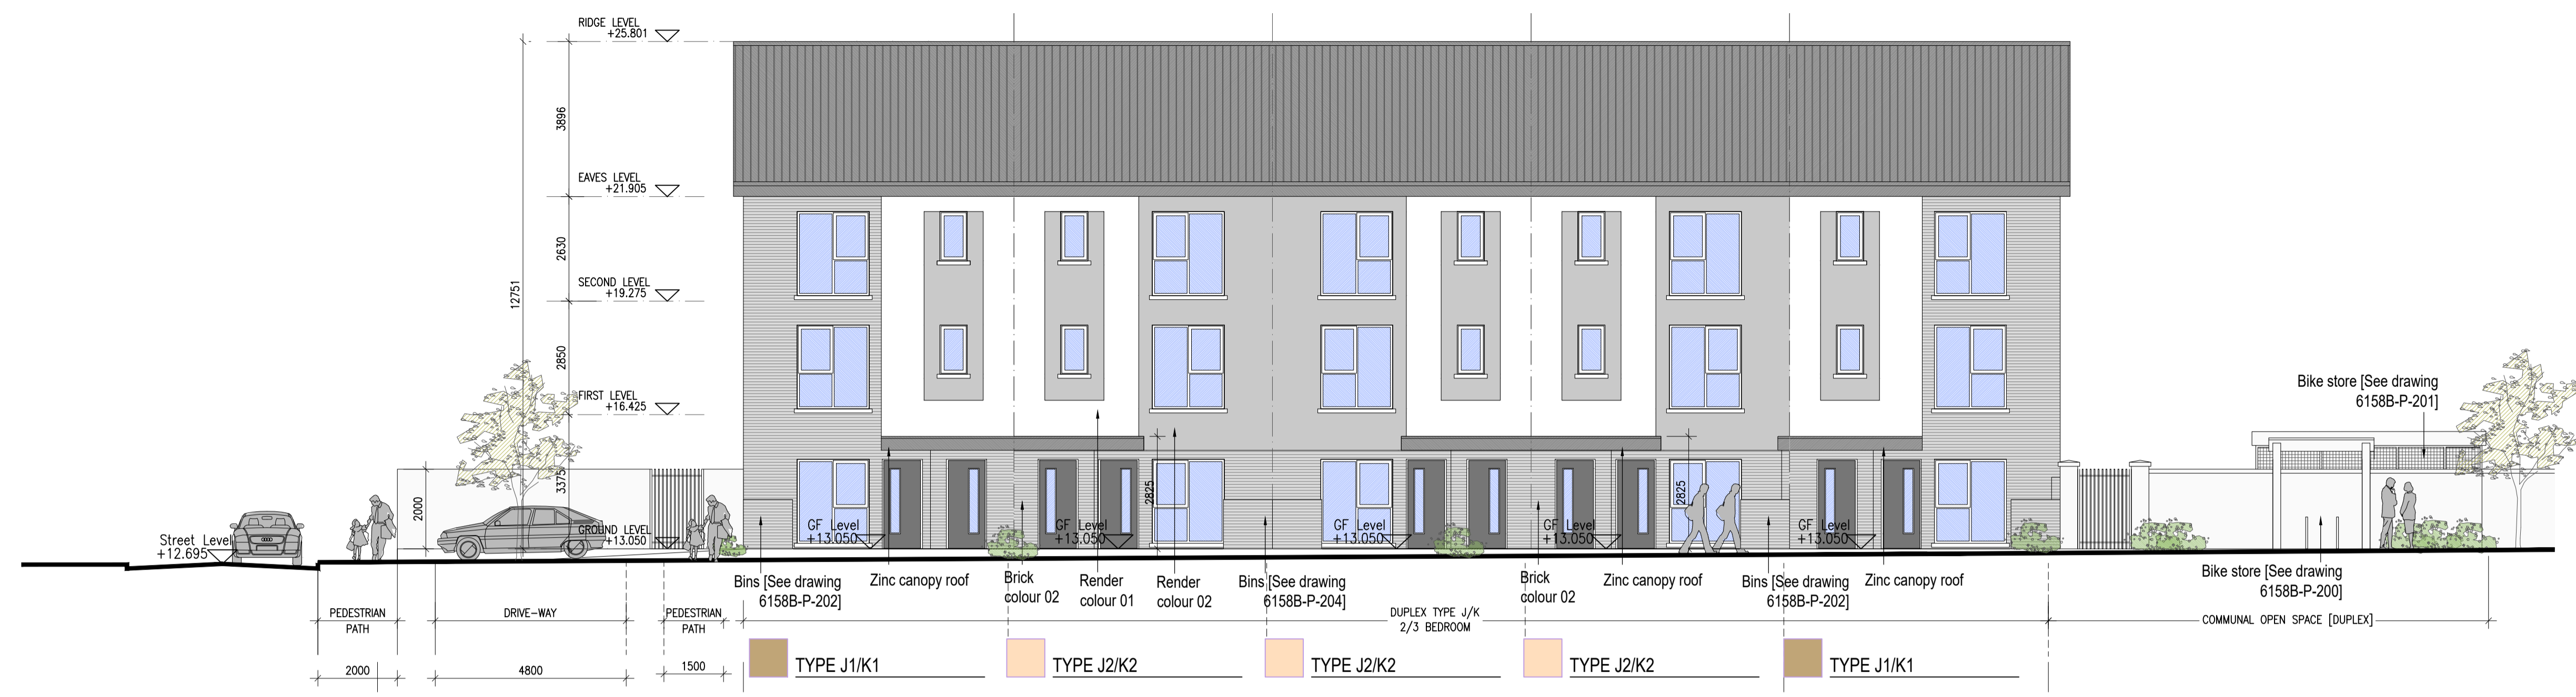 RIDGE LEVEL
+25.801
3896
EAVES LEVEL
+21.905
2630
12751
SECOND LEVEL
+19.275
2850
FIRST LEVEL
+16.425
3375
2000
GROUND LEVEL
+13.050
Street Level
+12.695
GF Level
+13.050
GF Level
+13.050
2825
GF Level
+13.050
GF Level
+13.050
2825
GF Level
+13.050
Bike store [See drawing
6158B-P-201]
Bins [See drawing
6158B-P-202]
Zinc canopy roof
Brick
colour 02
Render
colour 01
Render
colour 02
Bins [See drawing
6158B-P-204]
Brick
colour 02
Zinc canopy roof
Bins [See drawing
6158B-P-202]
Zinc canopy roof
Bike store [See drawing
6158B-P-200]
PEDESTRIAN
PATH
DRIVE-WAY
PEDESTRIAN
PATH
DUPLEX TYPE J/K
2/3 BEDROOM
COMMUNAL OPEN SPACE [DUPLEX]
2000
4800
1500
TYPE J1/K1
TYPE J2/K2
TYPE J2/K2
TYPE J2/K2
TYPE J1/K1